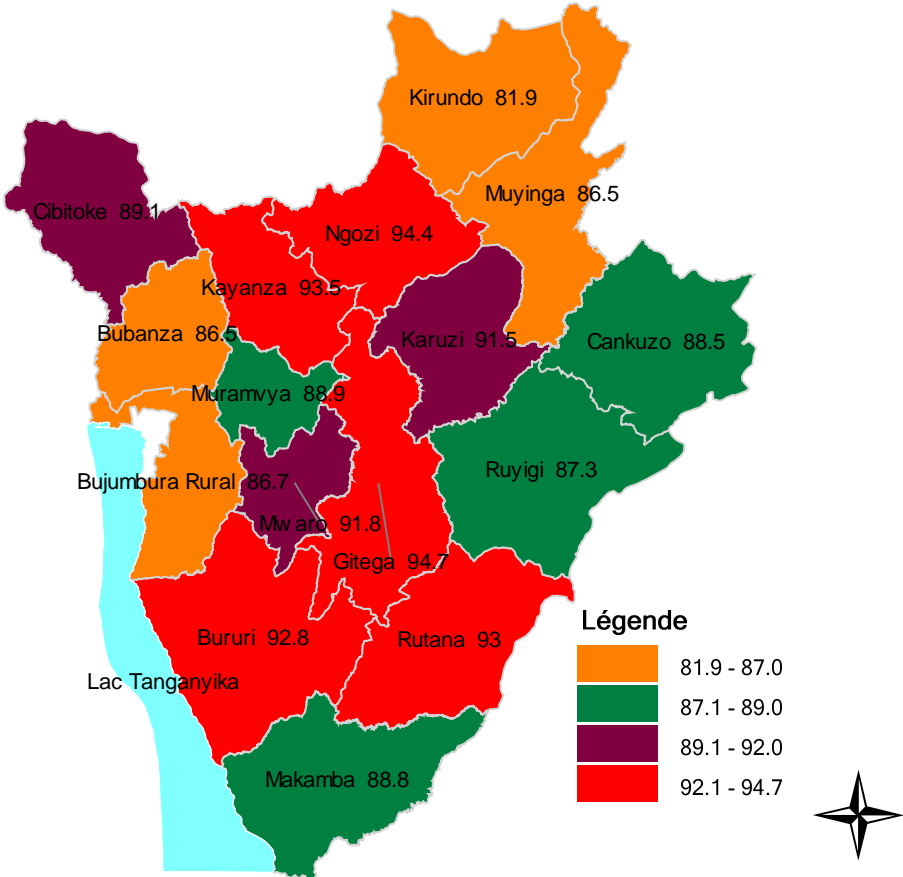 Kirundo 81.9
Muyinga 86.5
Cibitoke 89.1
Ngozi 94.4
Kayanza 93.5
Bubanza 86.5
Karuzi 91.5
Cankuzo 88.5
Muramvya 88.9
Ruyigi 87.3
Bujumbura Rural 86.7
Mwaro 91.8
Gitega 94.7
Bururi 92.8
Rutana 93
Lac Tanganyika
Makamba 88.8
Légende
81.9 - 87.0
87.1 - 89.0
89.1 - 92.0
92.1 - 94.7